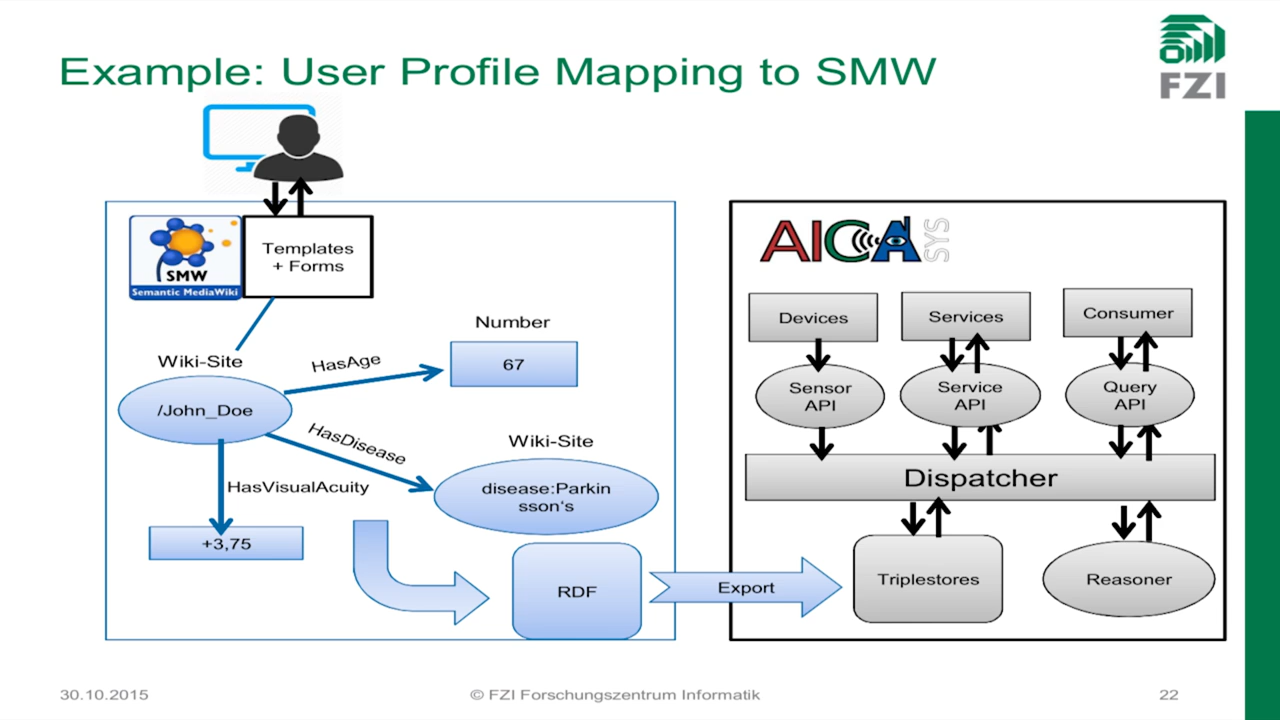 Example: User Profile Mapping to SMW
FZI
SMW
Semantic MediaWiki
Templates
+ Forms
Wiki-Site
/John_Doe
HasAge
Number
67
HasDisease
Wiki-Site
disease:Parkin
sson's
HasVisualAcuity
+3,75
RDF
Export
AICA
SYS
Devices
Services
Consumer
Sensor
API
Service
API
Query
API
Dispatcher
Triplestores
Reasoner
30.10.2015
© FZI Forschungszentrum Informatik
22